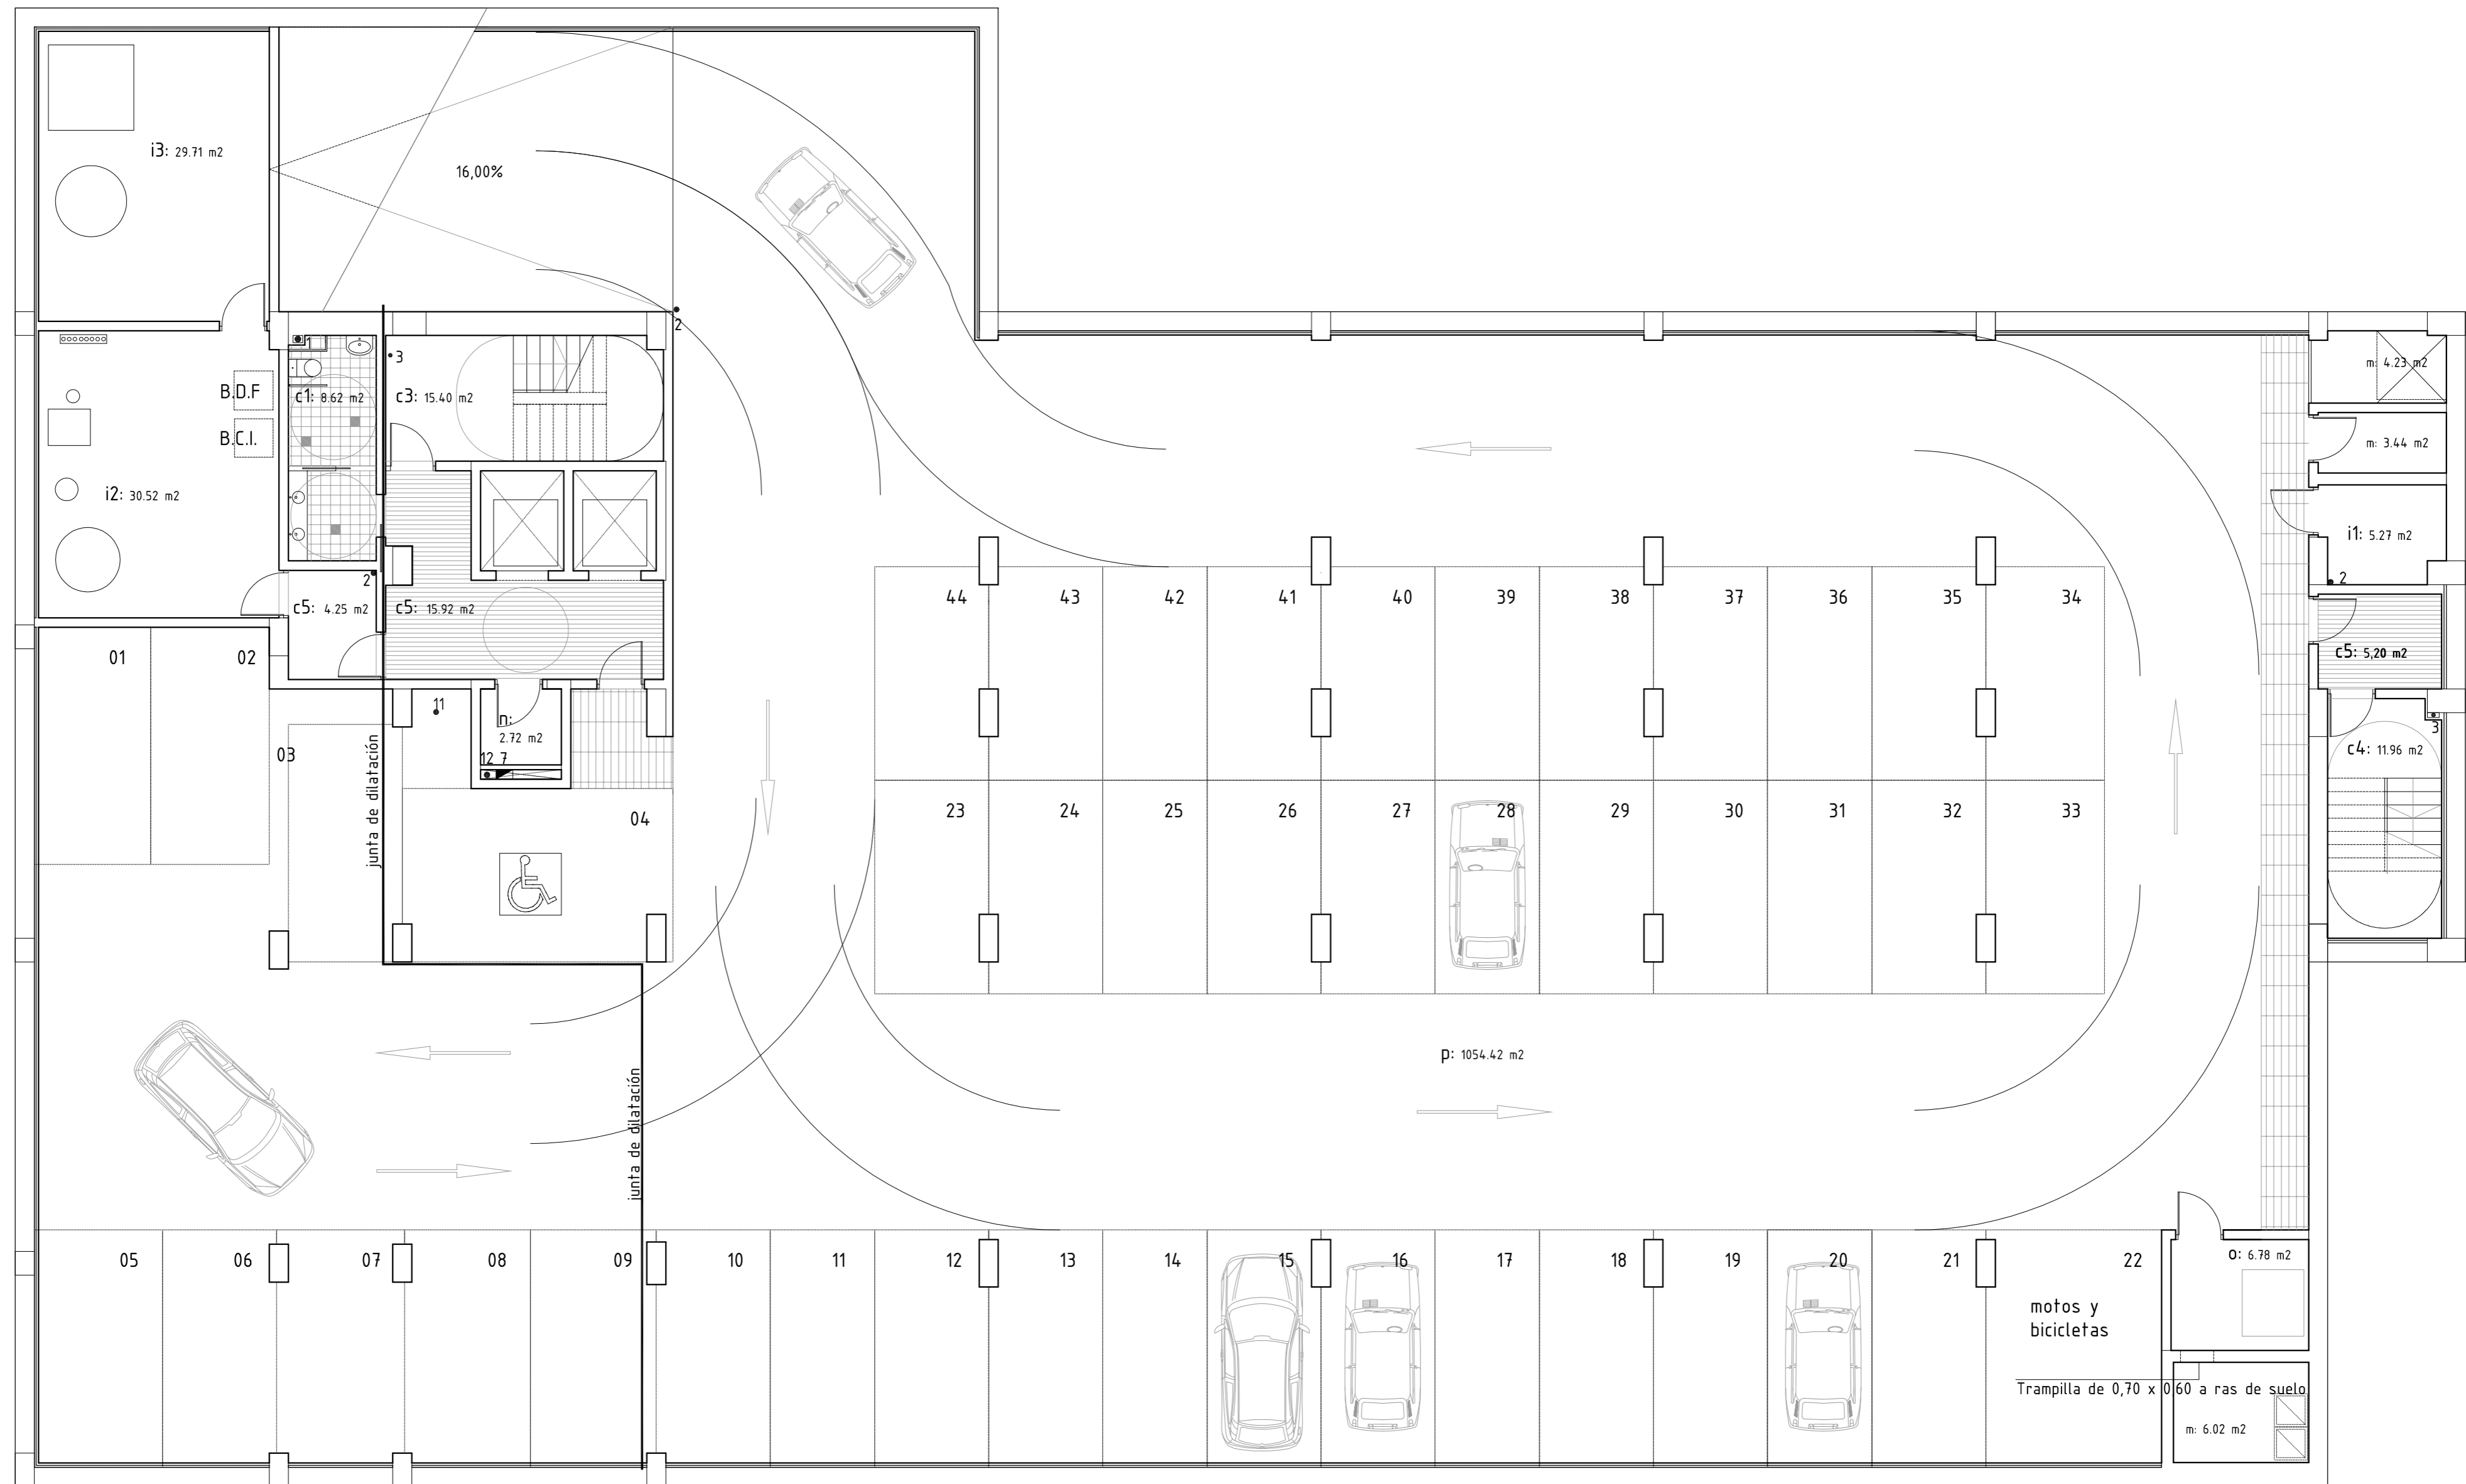 i3: 29.71 m2
16,00%
2
1
3
B.D.F
c1: 8.62 m2
c3: 15.40 m2
B.C.I.
i2: 30.52 m2
2
c5: 4.25 m2
c5: 15.92 m2
m: 4.23 m2
m: 3.44 m2
i1: 5.27 m2
2
c5: 5,20 m2
3
c4: 11.96 m2
44 43 42 41 40 39 38 37 36 35 34
01 02
11
n:
2.72 m2
12 7
03
junta de dilatación
04
23 24 25 26 27 28 29 30 31 32 33
p: 1054.42 m2
junta de dilatación
05 06 07 08 09 10 11 12 13 14 15 16 17 18 19 20 21 22
o: 6.78 m2
motos y
bicicletas
Trampilla de 0,70 x 0,60 a ras de suelo
m: 6.02 m2